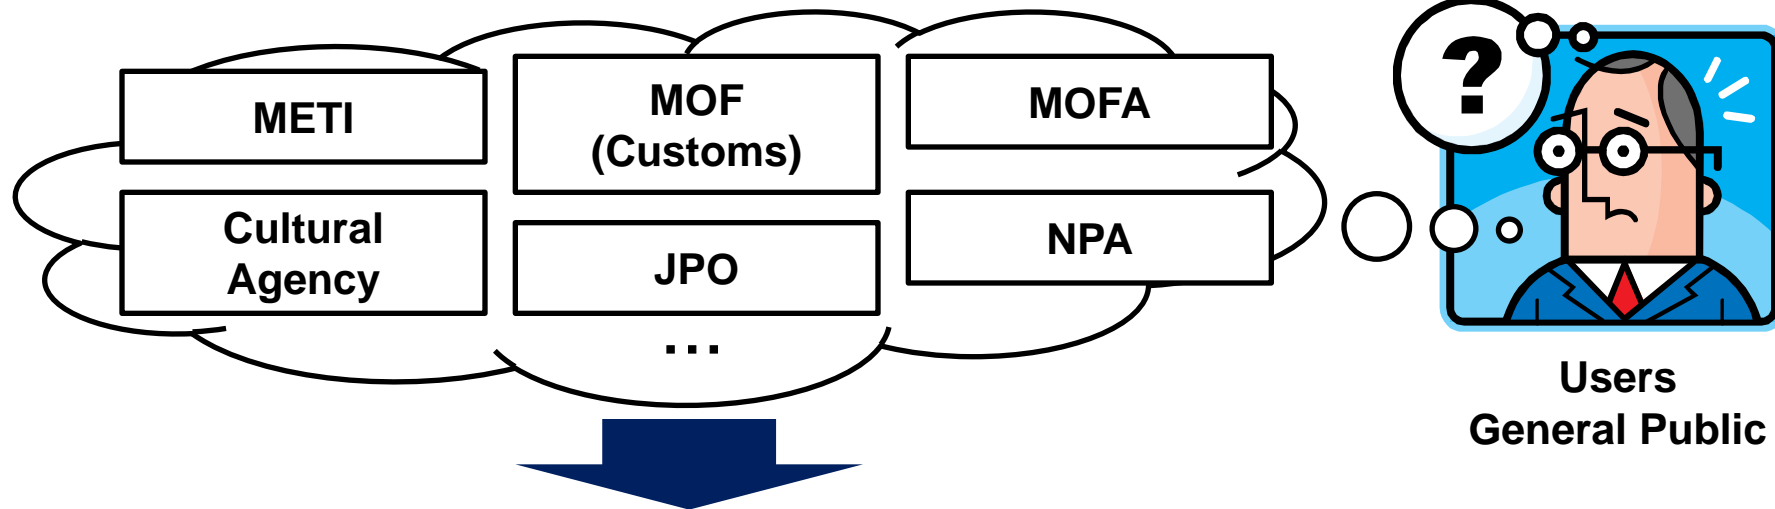 METI
MOF
(Customs)
MOFA
Cultural
Agency
JPO
NPA
...
?
Users
General Public